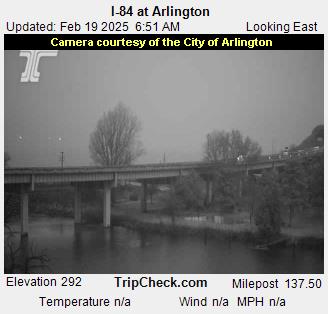 I-84 at Arlington
Updated: Feb 19 2025 6:51 AM Looking East
Camera courtesy of the City of Arlington
Elevation 292 TripCheck.com Milepost 137.50
Temperature n/a Wind n/a MPH n/a